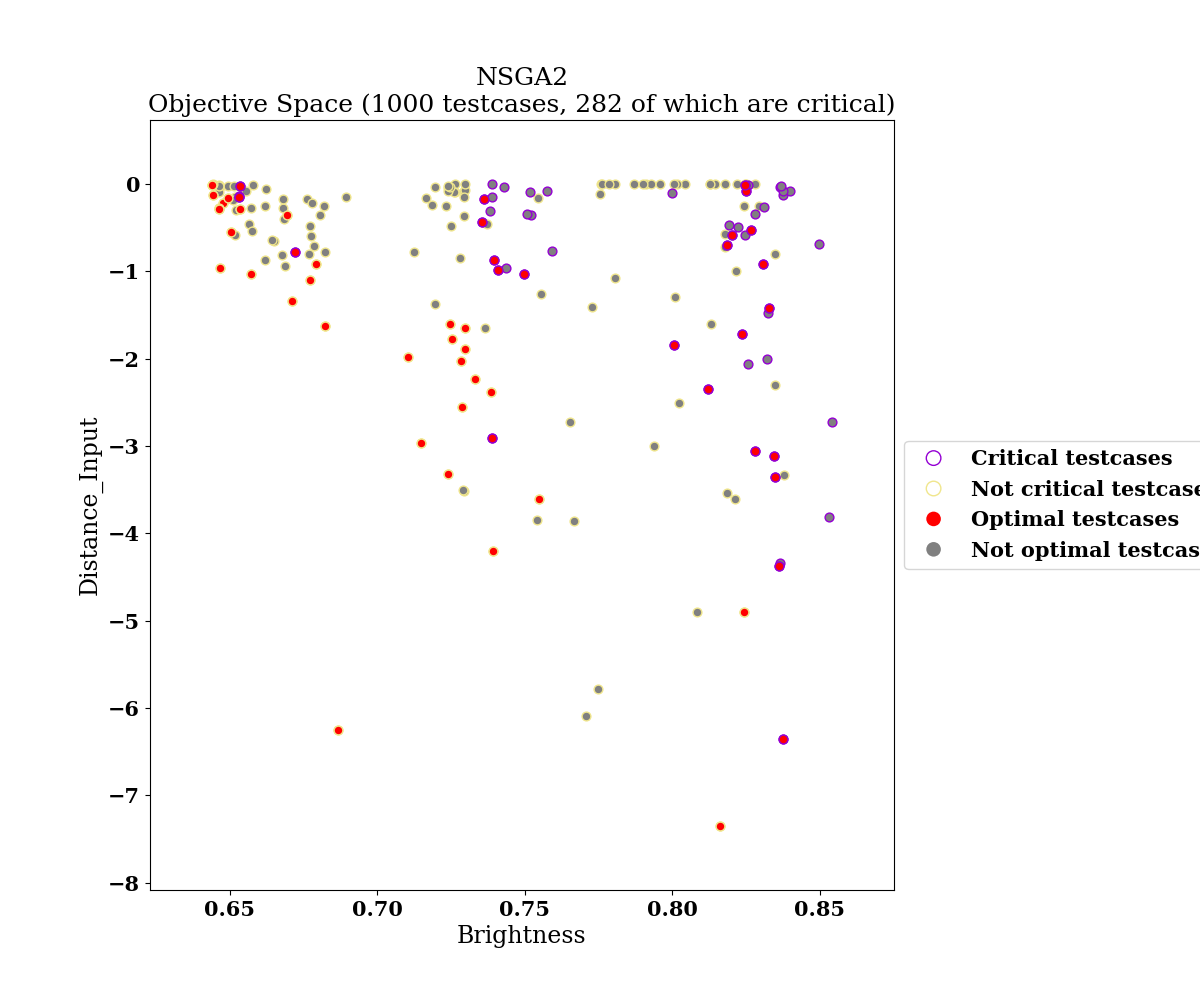 NSGA2
Objective Space (1000 testcases, 282 of which are critical)
0
−1
−2
−3
−4
−5
−6
−7
−8
Distance_Input
0.65 0.70 0.75 0.80 0.85
Brightness
Critical testcases
Not critical testcase
Optimal testcases
Not optimal testcas